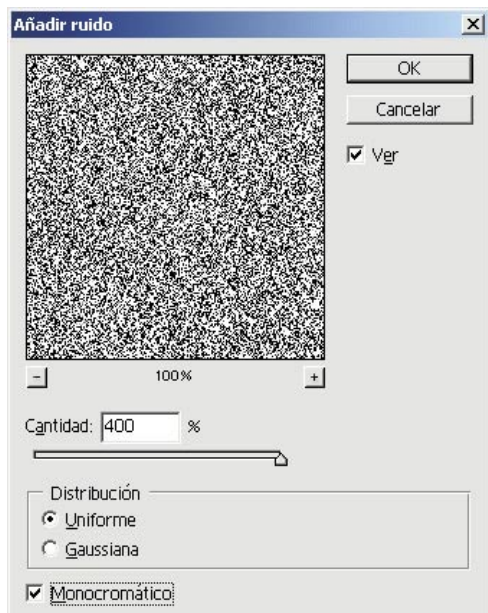 Añadir ruido
OK
Cancelar
Ver
- 100% +
Cantidad: 400 %
Distribución
Uniforme
Gaussiana
Monocromático